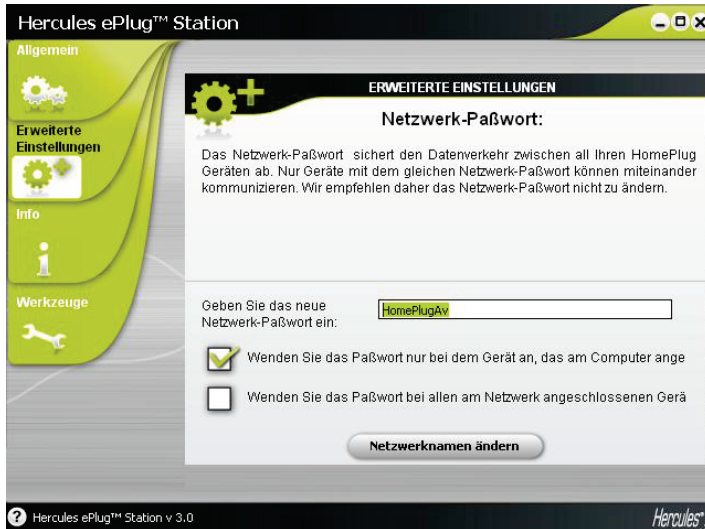 Hercules ePlug™ Station
Allgemein
Erweiterte
Einstellungen
Info
Werkzeuge
ERWEITERTE EINSTELLUNGEN
Netzwerk-Paßwort:
Das Netzwerk-Paßwort sichert den Datenverkehr zwischen all Ihren HomePlug
Geräten ab. Nur Geräte mit dem gleichen Netzwerk-Paßwort können miteinander
kommunizieren. Wir empfehlen daher das Netzwerk-Paßwort nicht zu ändern.
Geben Sie das neue
Netzwerk-Paßwort ein:
HomePlugAv
Wenden Sie das Paßwort nur bei dem Gerät an, das am Computer ange
Wenden Sie das Paßwort bei allen am Netzwerk angeschlossenen Gerä
Netzwerknamen ändern
? Hercules ePlug™ Station v 3.0
Hercules™